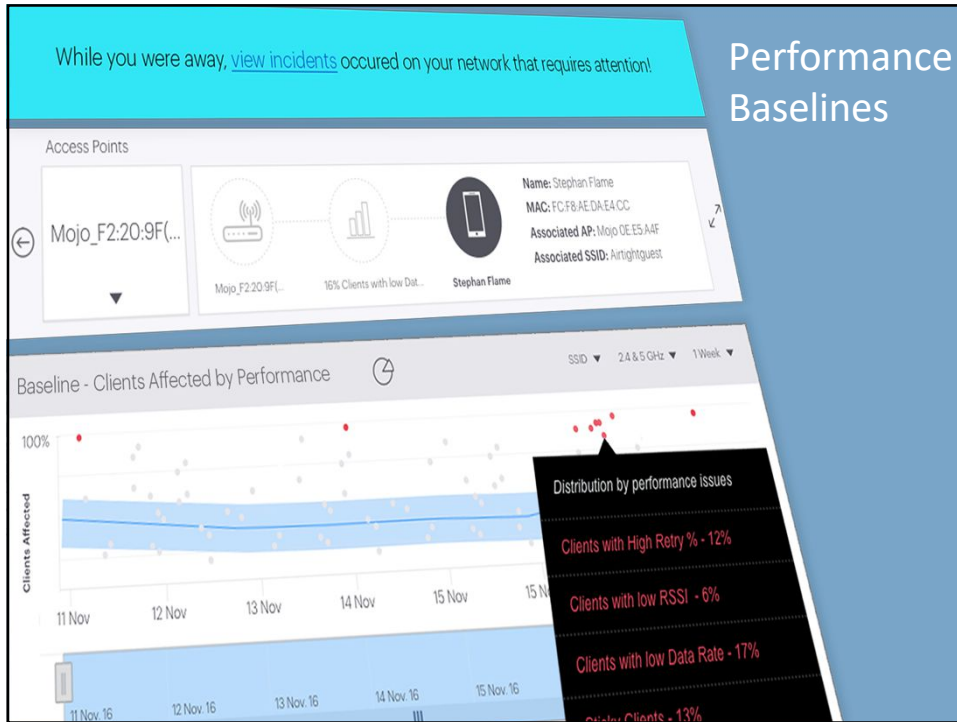 While you were away, view incidents occured on your network that requires attention!
Performance
Baselines
Access Points
Mojo_F2:20:9F(...
Mojo_F2:20:9F(...
16% Clients with low Dat...
Stephan Flame
Name: Stephan Flame
MAC: FC:F8:AE:DA:E4:CC
Associated AP: Mojo 0E:E5:A4F
Associated SSID: Airtightguest
Baseline - Clients Affected by Performance
SSID
2.4 & 5 GHz
1 Week
100%
Clients Affected
11 Nov
12 Nov
13 Nov
14 Nov
15 Nov
15 N
Distribution by performance issues
Clients with High Retry % - 12%
Clients with low RSSI - 6%
Clients with low Data Rate - 17%
Sticky Clients - 13%
11 Nov. 16
12 Nov. 16
13 Nov. 16
14 Nov. 16
15 Nov. 16